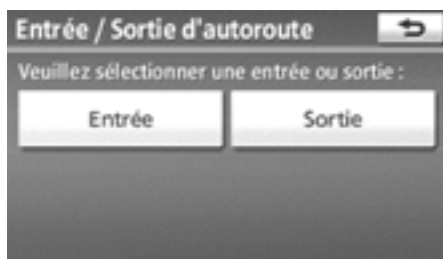 Entrée / Sortie d'autoroute
Veuillez sélectionner une entrée ou sortie :
Entrée
Sortie